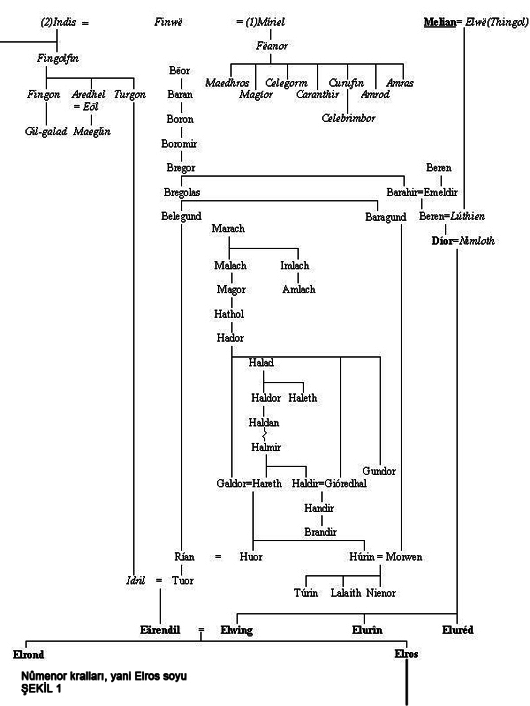 (2)Indis = Finwë = (1)Míriel Melian= Elwë(Thingol)
Fëanor
Fingolfin
Bëor Maedhros Celegorm Curufin Amras
Fingon Aredhel Turgon Baran Magtor Caranthir Amrod
= Eöl
Boron Celebrimbor
Gil-galad Maeglin
Boromir
Bregor Beren
Bregolas Barahir=Emeldir
Belegund Baragund Beren=Lúthien
Marach
Dior=Nimloth
Malach Imlach
Magor Amlach
Hathol
Hador
Halad
Haldor Haleth
Haldan
Halmir
Gundor
Galdor=Hareth Haldir=Glóredhal
Handir
Brandir
Rían = Huor Húrin = Morwen
Idril = Tuor
Túrin Lalaith Nienor
Eärendil = Elwing Elurín Eluréd
Elrond Elros
Nûmenor kralları, yani Elros soyu
ŞEKİL 1